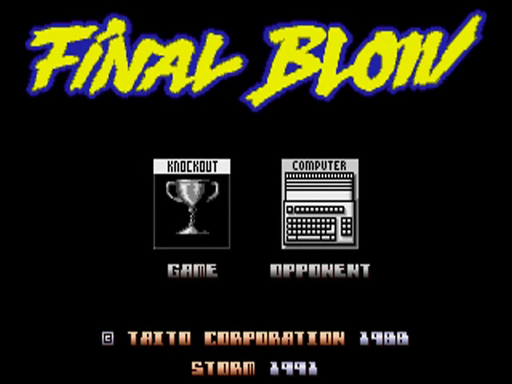 FINAL BLOW
KNOCKOUT COMPUTER
GAME OPPONENT
© TAITO CORPORATION 1988
STORM 1991